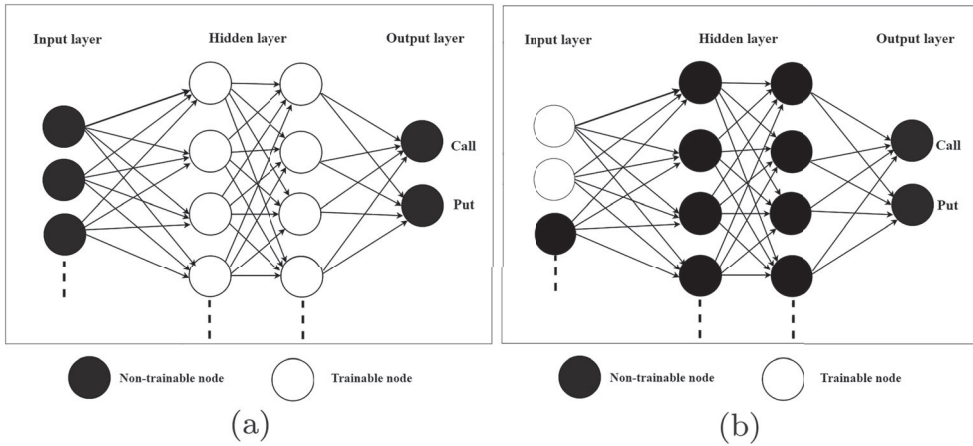 Input layer
Hidden layer
Output layer
Call
Put
Non-trainable node
Trainable node
(a)
Input layer
Hidden layer
Output layer
Call
Put
Non-trainable node
Trainable node
(b)